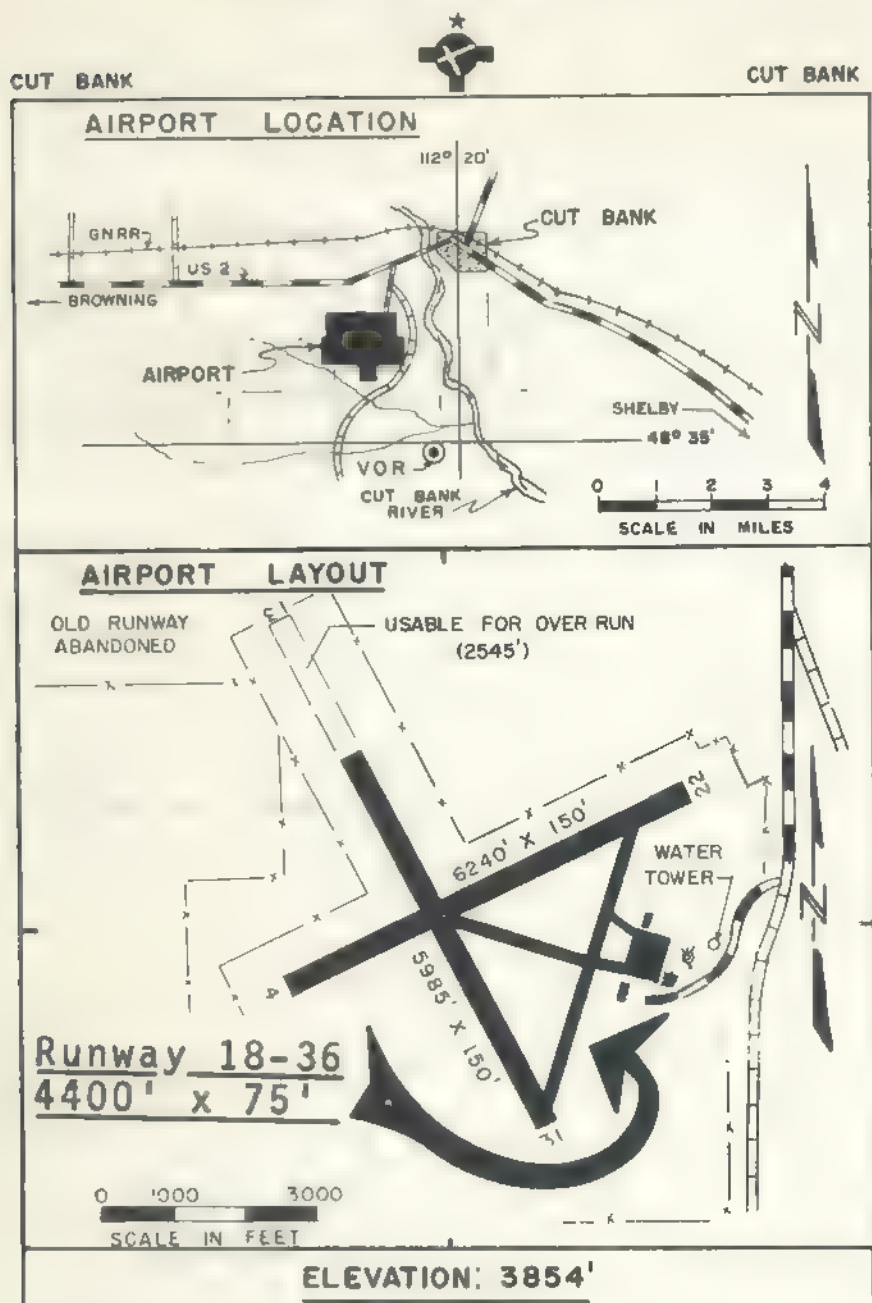 CUT BANK
CUT BANK
AIRPORT LOCATION
112° 20'
GNRR
CUT BANK
US 2
BROWNING
AIRPORT
SHELBY
48° 35'
VOR
CUT BANK
RIVER
N
0 1 2 3 4
SCALE IN MILES
AIRPORT LAYOUT
OLD RUNWAY
ABANDONED
USABLE FOR OVER RUN
(2545')
22
6240' X 150'
WATER
TOWER
N
4
5985' X 150'
Runway 18-36
4400' x 75'
31
0 1000 3000
SCALE IN FEET
ELEVATION: 3854'